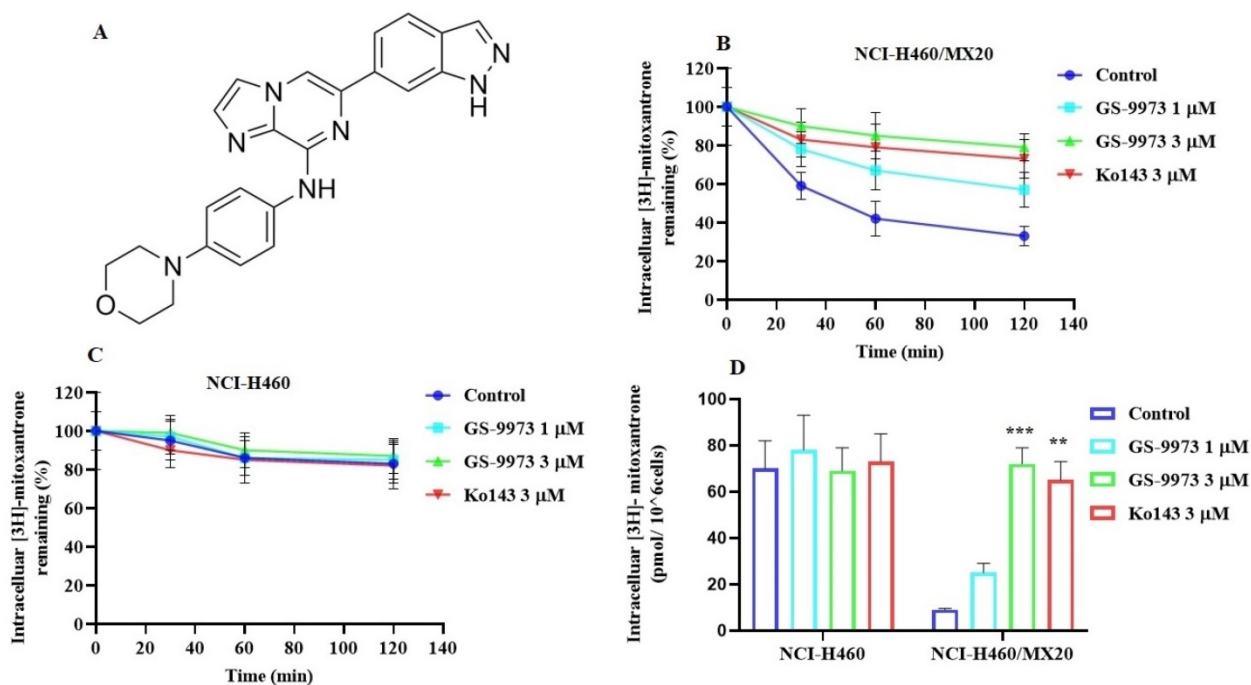 A
N
N
H
N
N
N
NH
N
O
B
NCI-H460/MX20
Intracelluar [3H]-mitoxantrone
remaining (%)
120
100
80
60
40
20
0
0 20 40 60 80 100 120 140
Time (min)
Control
GS-9973 1 μM
GS-9973 3 μM
Ko143 3 μM
C
NCI-H460
Intracelluar [3H]-mitoxantrone
remaining (%)
120
100
80
60
40
20
0
0 20 40 60 80 100 120 140
Time (min)
Control
GS-9973 1 μM
GS-9973 3 μM
Ko143 3 μM
D
Intracelluar [3H]- mitoxantrone
(pmol/ 10^6cells)
100
80
60
40
20
0
*** **
NCI-H460 NCI-H460/MX20
Control
GS-9973 1 μM
GS-9973 3 μM
Ko143 3 μM